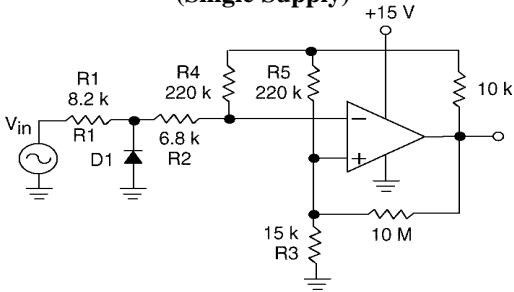 (Single Supply)
+15 V
R1
8.2 k
R1
Vin
D1
6.8 k
R2
R4
220 k
R5
220 k
10 k
−
+
15 k
R3
10 M